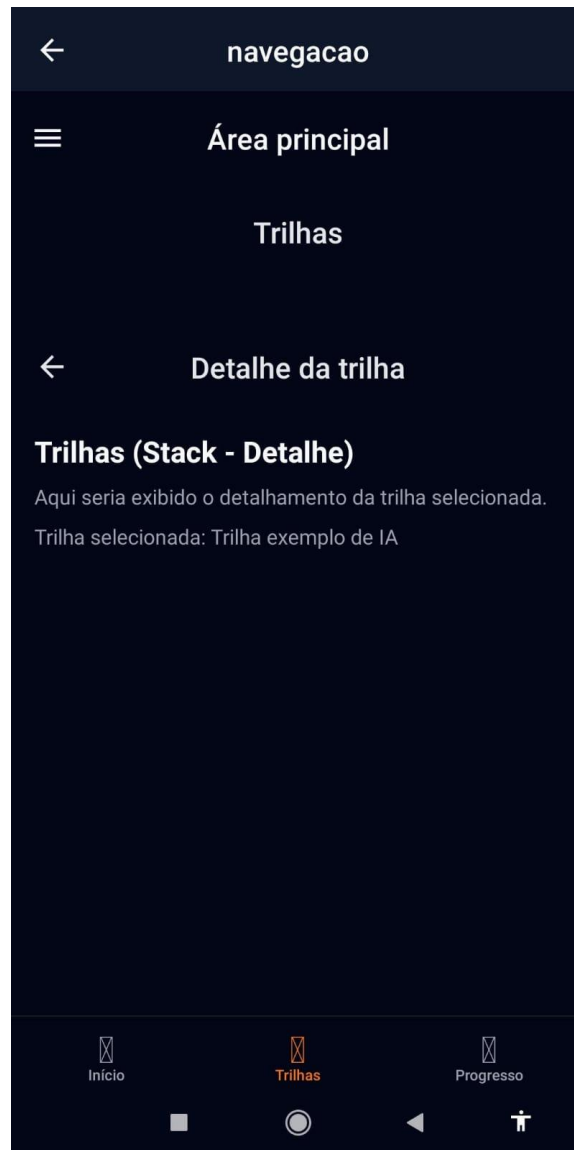 navegacao
Área principal
Trilhas
Detalhe da trilha
Trilhas (Stack - Detalhe)
Aqui seria exibido o detalhamento da trilha selecionada.
Trilha selecionada: Trilha exemplo de IA
Início Trilhas Progresso